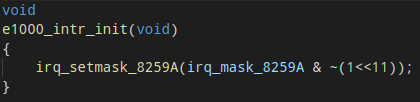 void
e1000_intr_init(void)
{
    irq_setmask_8259A(irq_mask_8259A & ~(1<<11));
}